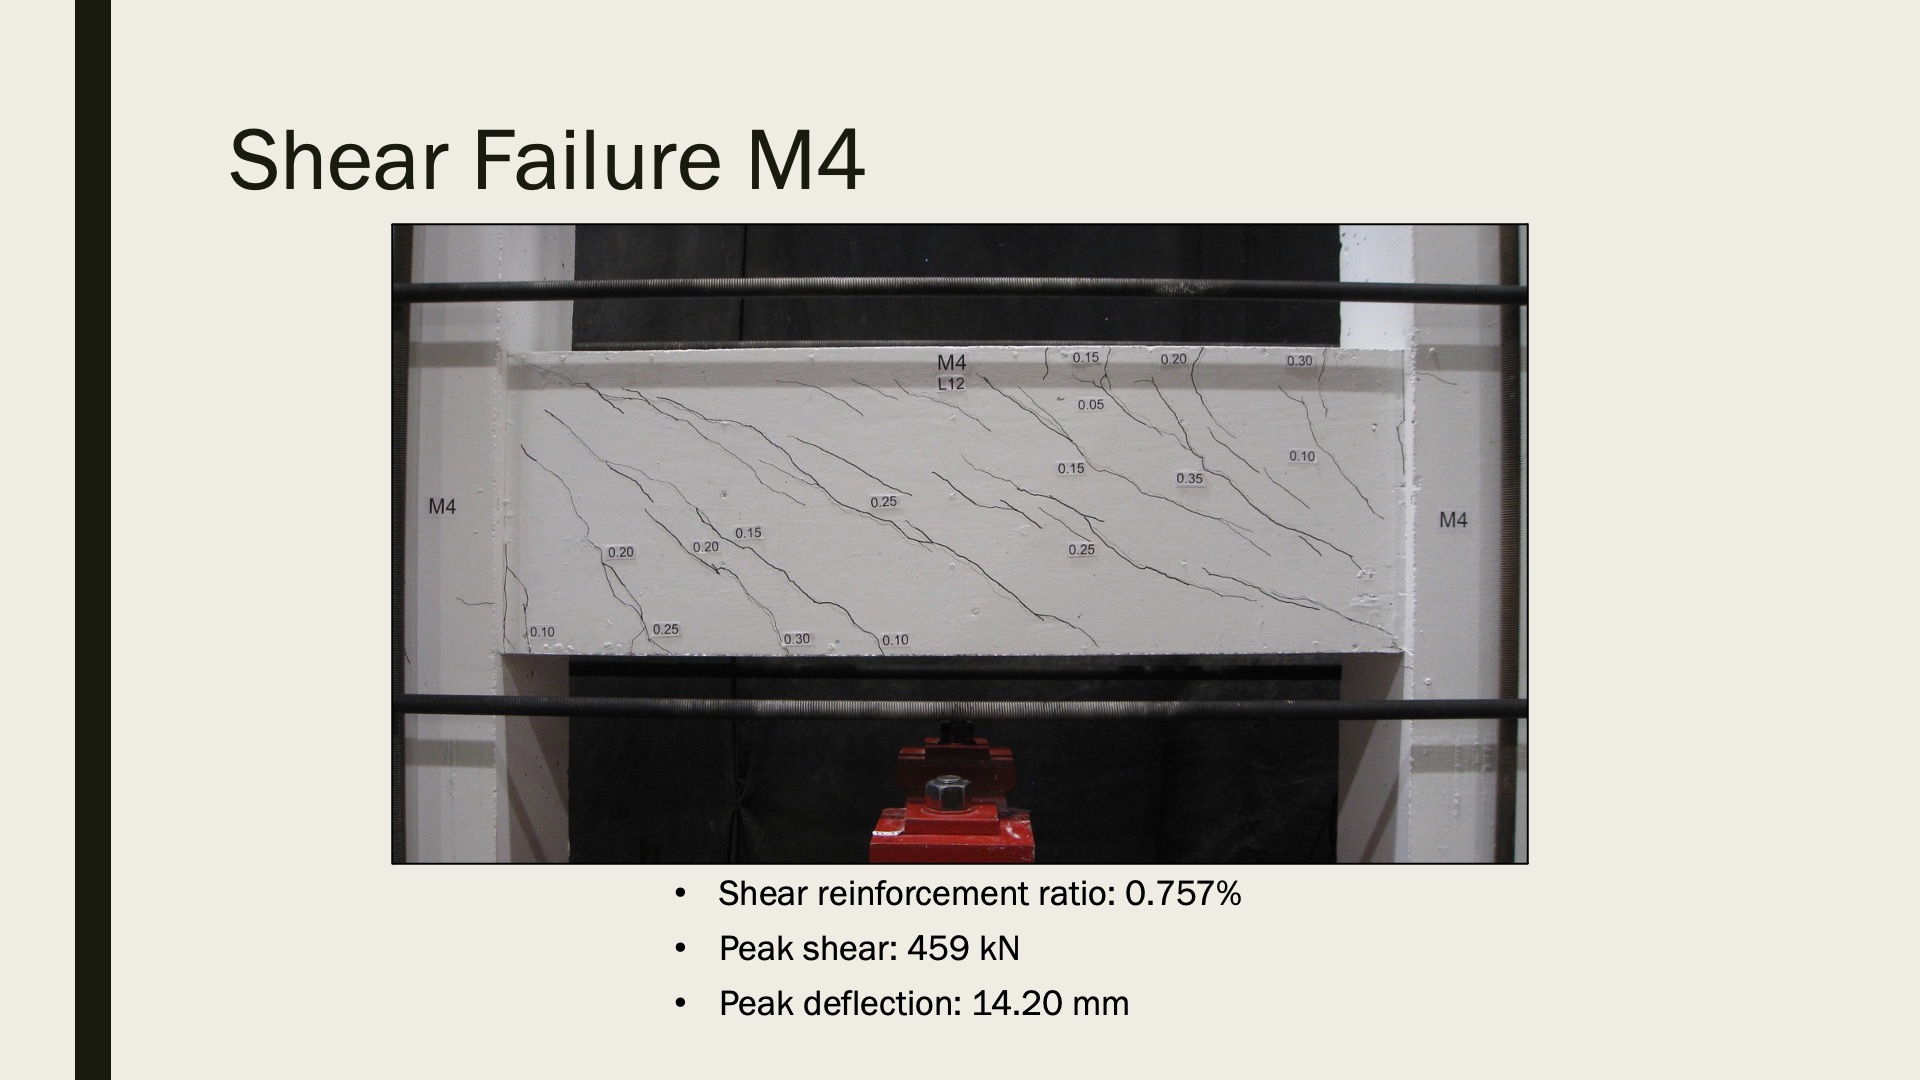 Shear Failure M4
M4
L12
0.15
0.20
0.30
0.05
0.10
0.15
0.35
0.25
M4
M4
0.15
0.20
0.20
0.25
0.10
0.25
0.30
0.10
• Shear reinforcement ratio: 0.757%
• Peak shear: 459 kN
• Peak deflection: 14.20 mm